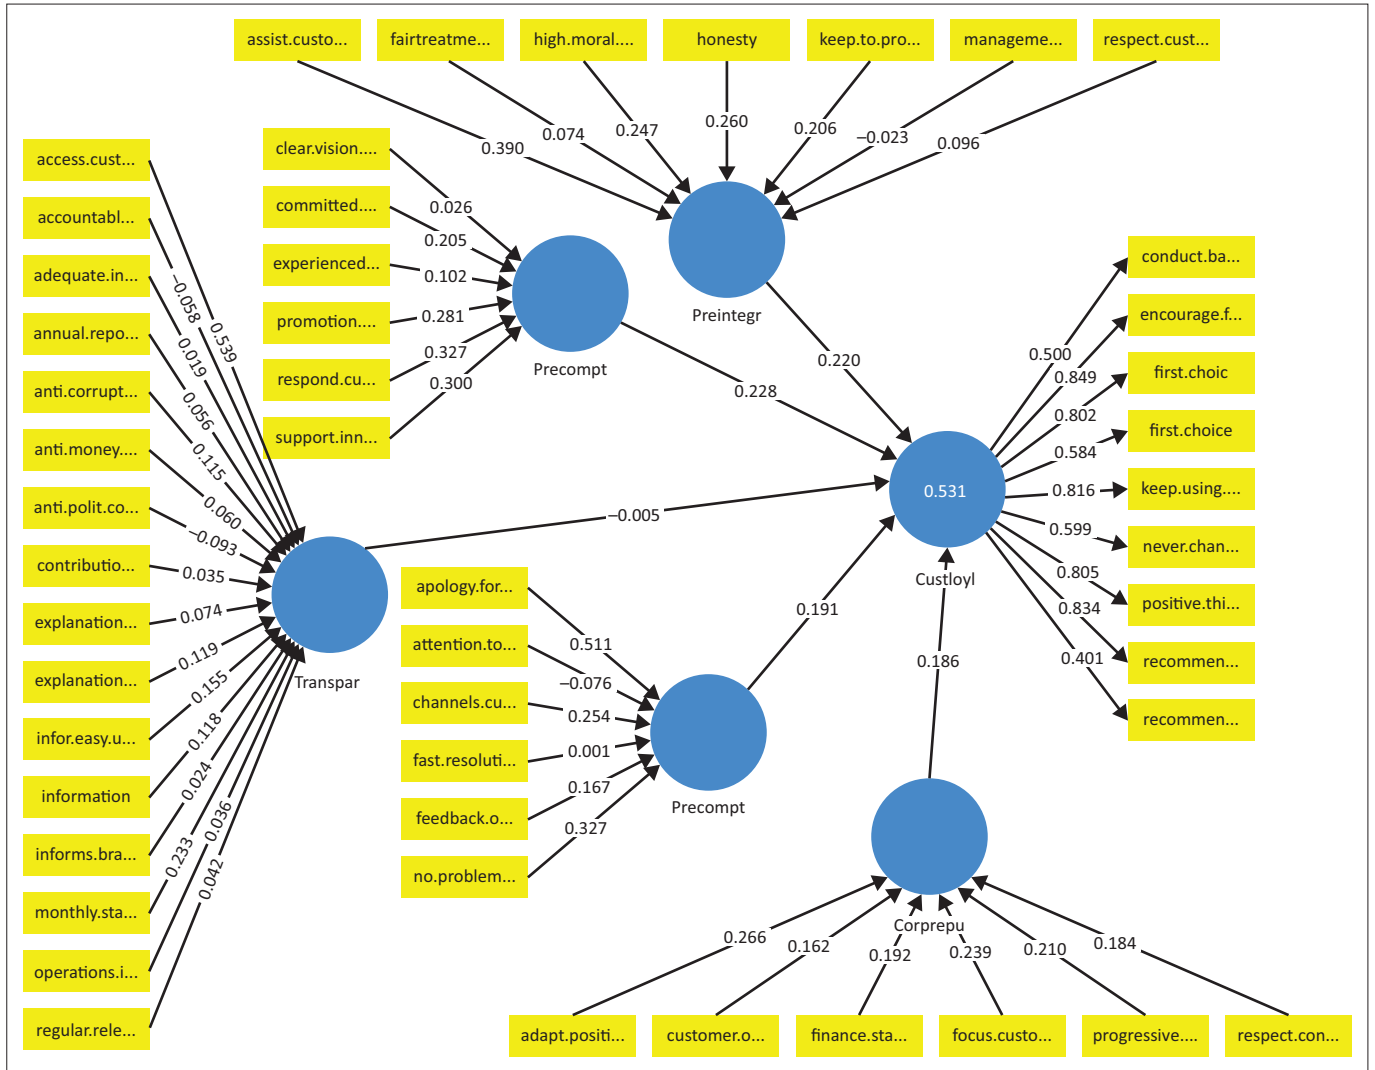 assist.custo...
fairtreatme...
high.moral....
honesty
keep.to.pro...
manageme...
respect.cust...
0.390
0.074
0.247
0.260
0.206
–0.023
0.096
Preintegr
clear.vision....
committed....
experienced...
promotion....
respond.cu...
support.inn...
0.026
0.205
0.102
0.281
0.327
0.300
Precompt
access.cust...
accountabl...
adequate.in...
annual.repo...
anti.corrupt...
anti.money....
anti.polit.co...
contributio...
explanation...
explanation...
infor.easy.u...
information
informs.bra...
monthly.sta...
operations.i...
regular.rele...
0.539
–0.058
0.019
0.056
0.115
0.060
–0.093
0.035
0.074
0.119
0.155
0.118
0.024
0.233
0.036
0.042
Transpar
0.220
0.228
–0.005
0.191
0.186
0.531
Custloyl
conduct.ba...
encourage.f...
first.choic
first.choice
keep.using....
never.chan...
positive.thi...
recommen...
recommen...
0.500
0.849
0.802
0.584
0.816
0.599
0.805
0.834
0.401
apology.for...
attention.to...
channels.cu...
fast.resoluti...
feedback.o...
no.problem...
0.511
–0.076
0.254
0.001
0.167
0.327
Precompt
Corprepu
0.266
0.162
0.192
0.239
0.210
0.184
adapt.positi...
customer.o...
finance.sta...
focus.custo...
progressive....
respect.con...